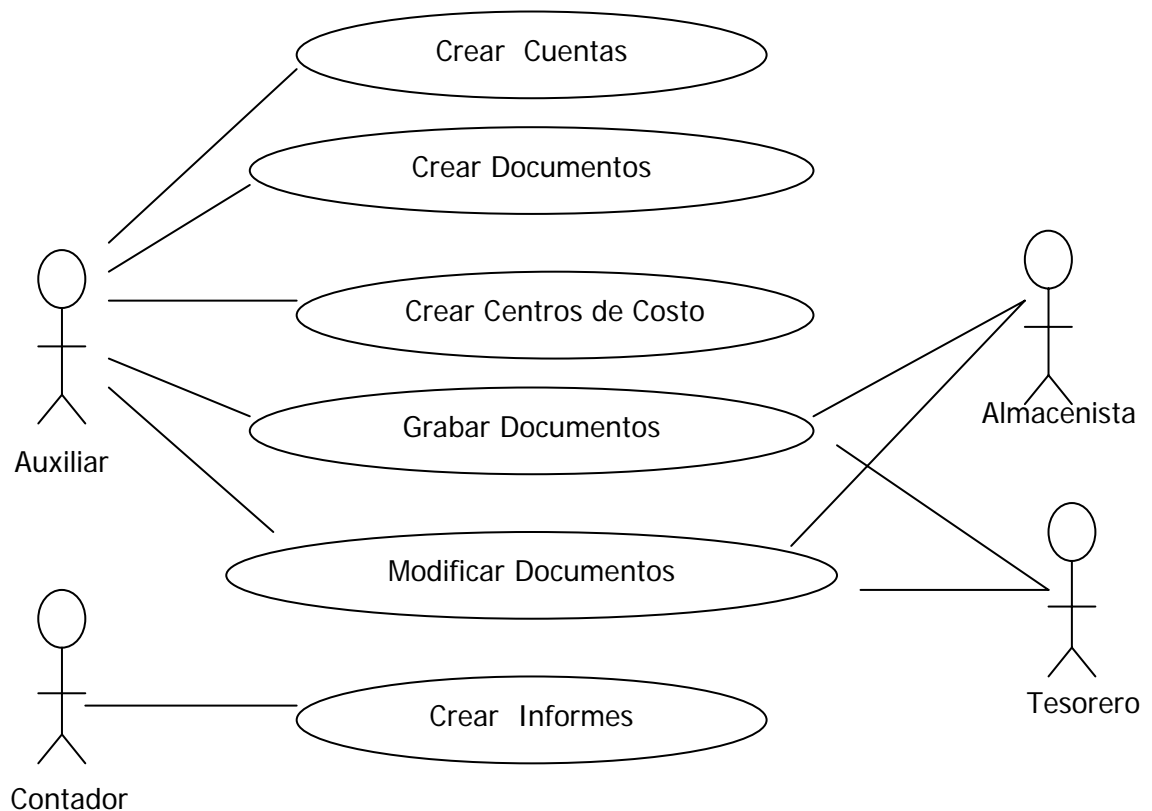 Crear Cuentas
Crear Documentos
Crear Centros de Costo
Grabar Documentos
Almacenista
Auxiliar
Modificar Documentos
Tesorero
Crear Informes
Contador